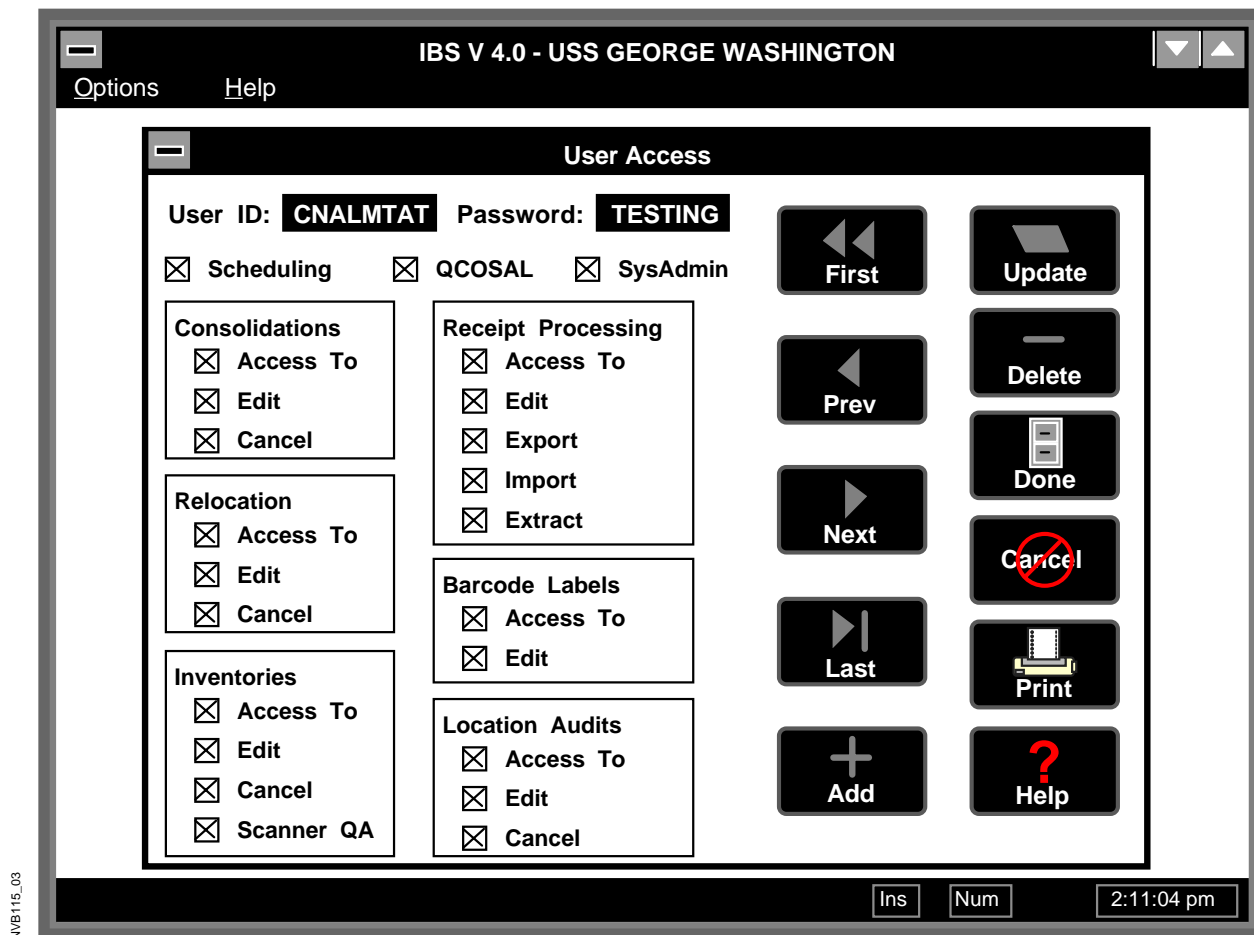 IBS V 4.0 - USS GEORGE WASHINGTON
Options Help
User Access
User ID: CNALMTAT Password: TESTING
Scheduling QCOSAL SysAdmin
Consolidations
Access To
Edit
Cancel
Relocation
Access To
Edit
Cancel
Inventories
Access To
Edit
Cancel
Scanner QA
Receipt Processing
Access To
Edit
Export
Import
Extract
Barcode Labels
Access To
Edit
Location Audits
Access To
Edit
Cancel
First
Prev
Next
Last
Add
Update
Delete
Done
Cancel
Print
Help
Ins Num 2:11:04 pm
NVB115_03